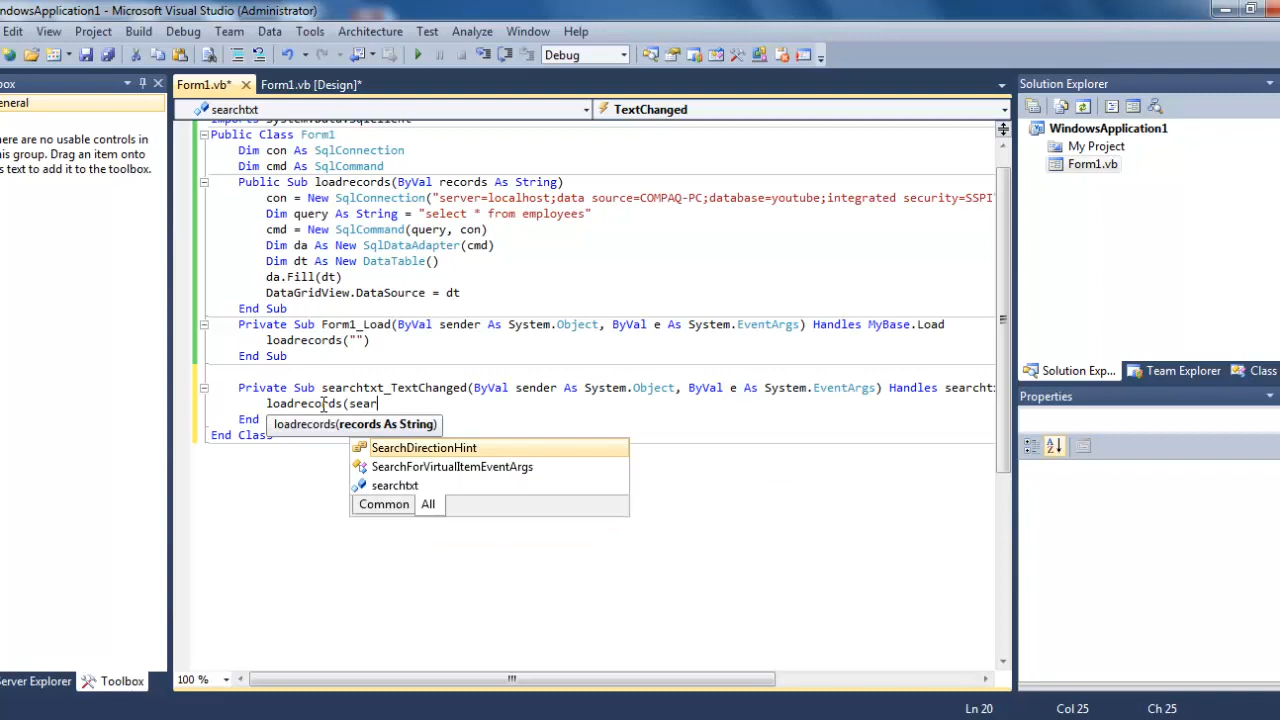 WindowsApplication1 - Microsoft Visual Studio (Administrator)
Edit View Project Build Debug Team Data Tools Architecture Test Analyze Window Help
Debug
General
There are no usable controls in
this group. Drag an item onto
this text to add it to the toolbox.
Form1.vb*
Form1.vb [Design]*
searchtxt
TextChanged
Imports System.Data.SqlClient
Public Class Form1
Dim con As SqlConnection
Dim cmd As SqlCommand
Public Sub loadrecords(ByVal records As String)
con = New SqlConnection("server=localhost;data source=COMPAQ-PC;database=youtube;integrated security=SSPI"
Dim query As String = "select * from employees"
cmd = New SqlCommand(query, con)
Dim da As New SqlDataAdapter(cmd)
Dim dt As New DataTable()
da.Fill(dt)
DataGridView.DataSource = dt
End Sub
Private Sub Form1_Load(ByVal sender As System.Object, ByVal e As System.EventArgs) Handles MyBase.Load
loadrecords("")
End Sub
Private Sub searchtxt_TextChanged(ByVal sender As System.Object, ByVal e As System.EventArgs) Handles searcht
loadrecords(sear
End
loadrecords(records As String)
End Class
SearchDirectionHint
SearchForVirtualItemEventArgs
searchtxt
Common All
100 %
Server Explorer
Toolbox
Solution Explorer
WindowsApplication1
My Project
Form1.vb
Solution Exp...
Team Explorer
Class
Properties
Ln 20 Col 25 Ch 25